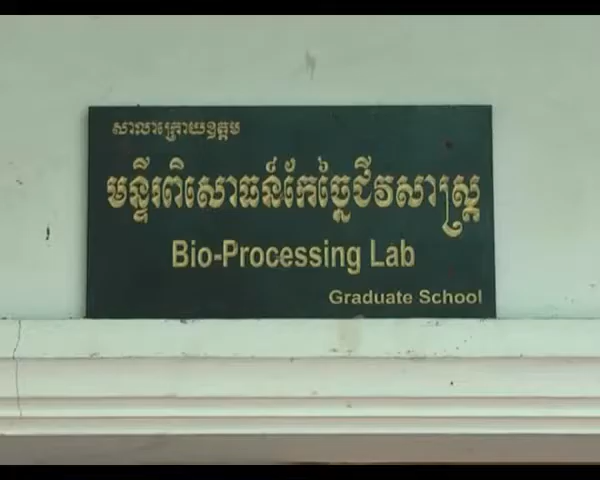 សាលាក្រោយឧត្តម
មន្ទីរពិសោធន៍កែច្នៃជីវសាស្ត្រ
Bio-Processing Lab
Graduate School